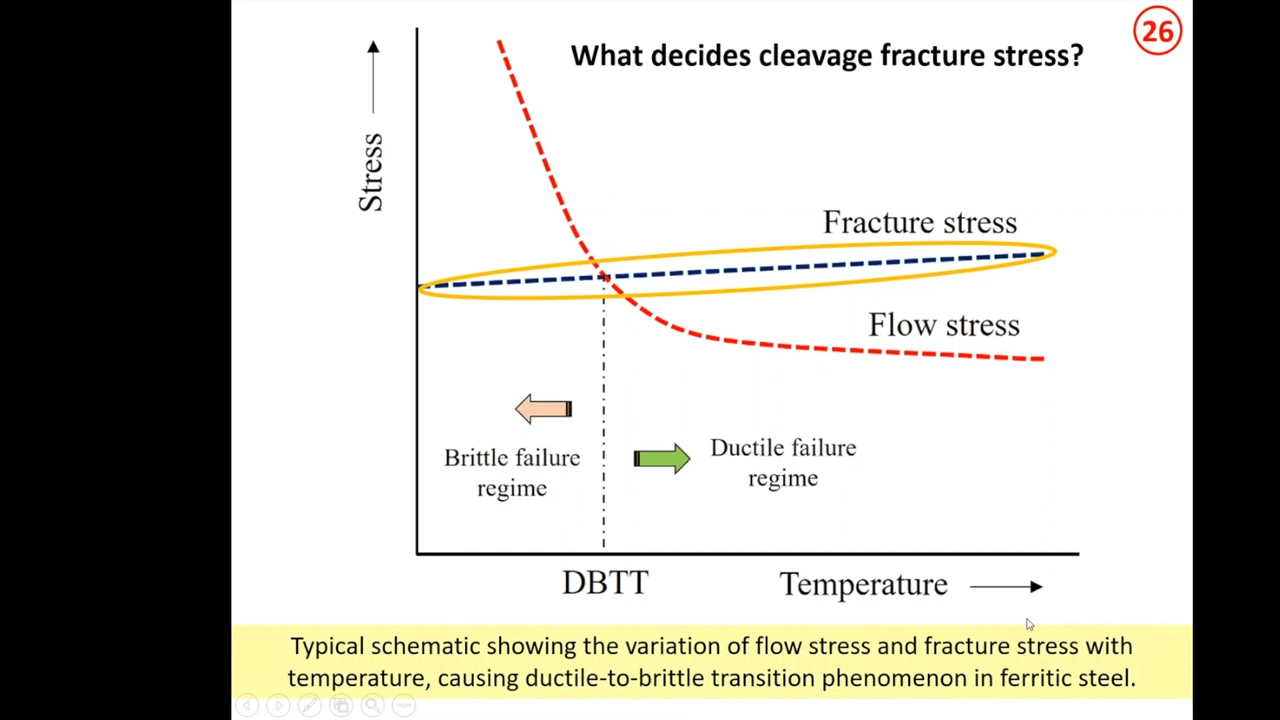 26
What decides cleavage fracture stress?
Stress
Fracture stress
Flow stress
Brittle failure
regime
Ductile failure
regime
DBTT
Temperature
Typical schematic showing the variation of flow stress and fracture stress with
temperature, causing ductile-to-brittle transition phenomenon in ferritic steel.